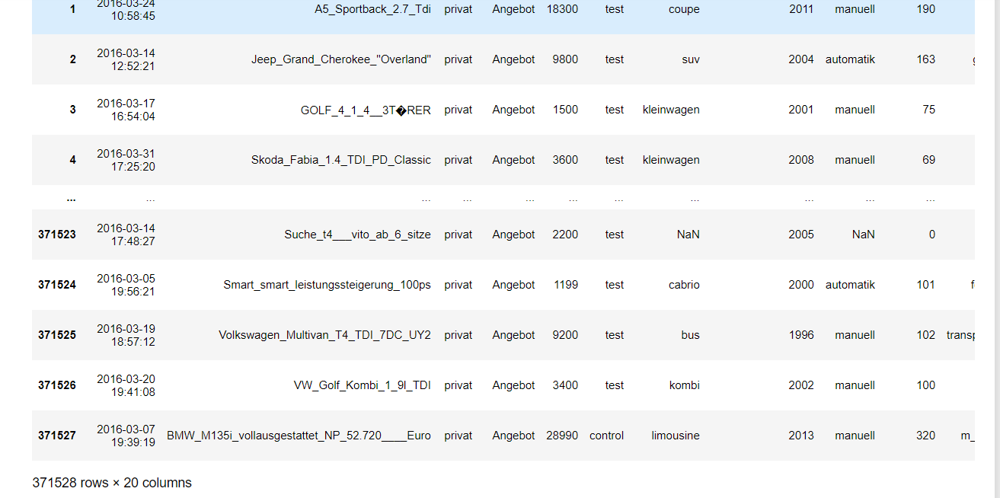 1 2016-03-24 10:58:45 A5_Sportback_2.7_Tdi privat Angebot 18300 test coupe 2011 manuell 190
2 2016-03-14 12:52:21 Jeep_Grand_Cherokee_"Overland" privat Angebot 9800 test suv 2004 automatik 163
3 2016-03-17 16:54:04 GOLF_4_1_4__3T�RER privat Angebot 1500 test kleinwagen 2001 manuell 75
4 2016-03-31 17:25:20 Skoda_Fabia_1.4_TDI_PD_Classic privat Angebot 3600 test kleinwagen 2008 manuell 69
... ... ... ... ... ... ... ... ... ... ...
371523 2016-03-14 17:48:27 Suche_t4___vito_ab_6_sitze privat Angebot 2200 test NaN 2005 NaN 0
371524 2016-03-05 19:56:21 Smart_smart_leistungssteigerung_100ps privat Angebot 1199 test cabrio 2000 automatik 101
371525 2016-03-19 18:57:12 Volkswagen_Multivan_T4_TDI_7DC_UY2 privat Angebot 9200 test bus 1996 manuell 102 transp
371526 2016-03-20 19:41:08 VW_Golf_Kombi_1_9l_TDI privat Angebot 3400 test kombi 2002 manuell 100
371527 2016-03-07 19:39:19 BMW_M135i_vollausgestattet_NP_52.720____Euro privat Angebot 28990 control limousine 2013 manuell 320 m_
371528 rows × 20 columns